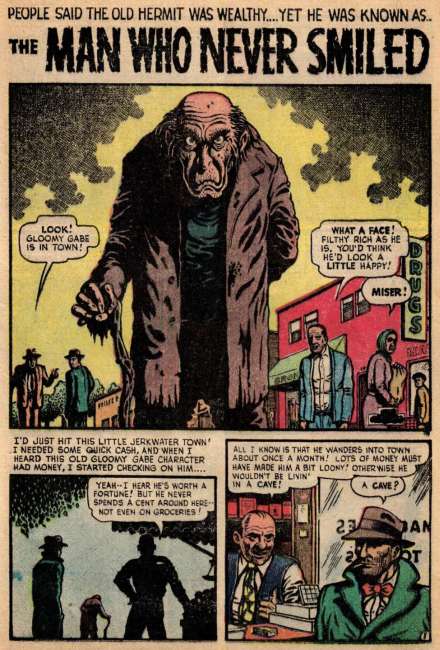 PEOPLE SAID THE OLD HERMIT WAS WEALTHY....YET HE WAS KNOWN AS..
THE MAN WHO NEVER SMILED
LOOK!
GLOOMY GABE
IS IN TOWN!
WHAT A FACE!
FILTHY RICH AS HE
IS, YOU'D THINK
HE'D LOOK A
LITTLE HAPPY!
MISER!
DRUGS
I'D JUST HIT THIS LITTLE JERKWATER TOWN!
I NEEDED SOME QUICK CASH, AND WHEN I
HEARD THIS OLD GLOOMY GABE CHARACTER
HAD MONEY, I STARTED CHECKING ON HIM....
YEAH-- I HEAR HE'S WORTH A
FORTUNE! BUT HE NEVER
SPENDS A CENT AROUND HERE--
NOT EVEN ON GROCERIES!
ALL I KNOW IS THAT HE WANDERS INTO TOWN
ABOUT ONCE A MONTH! LOTS OF MONEY MUST
HAVE MADE HIM A BIT LOONY! OTHERWISE HE
WOULDN'T BE LIVIN'
IN A CAVE!
A CAVE?
1